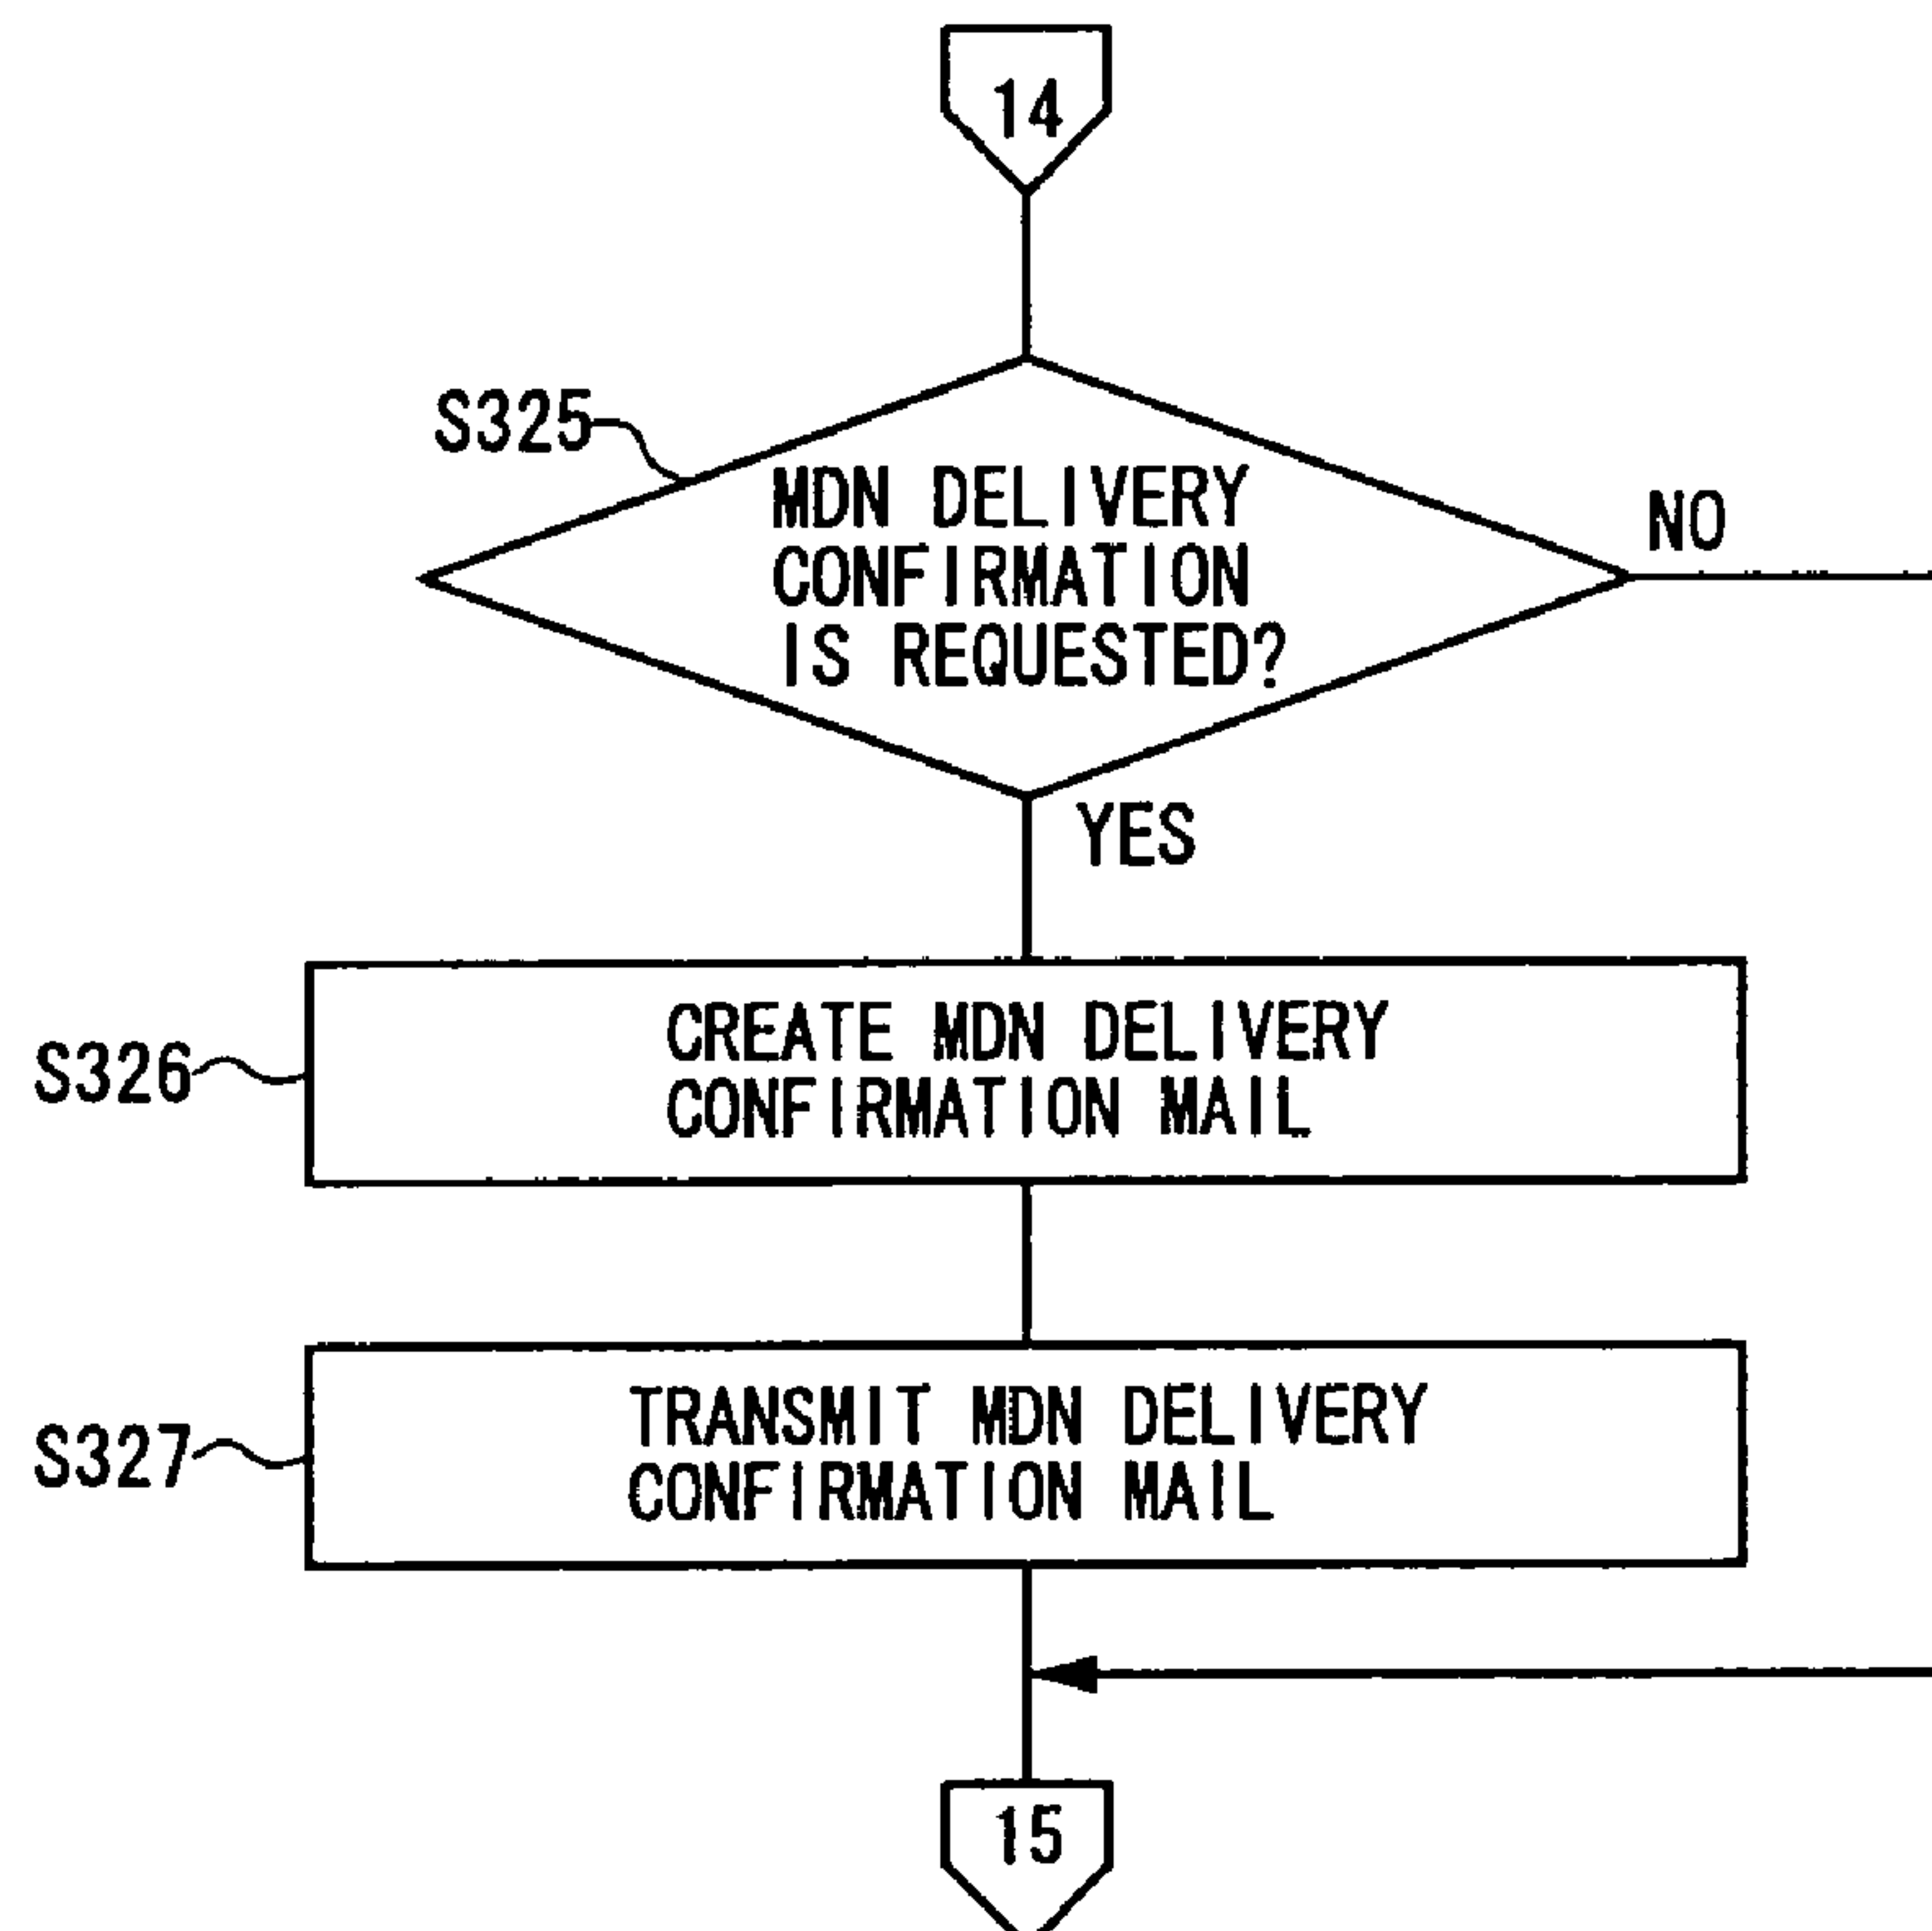 14
S325
MDN DELIVERY
CONFIRMATION
IS REQUESTED?
NO
YES
S326
CREATE MDN DELIVERY
CONFIRMATION MAIL
S327
TRANSMIT MDN DELIVERY
CONFIRMATION MAIL
15